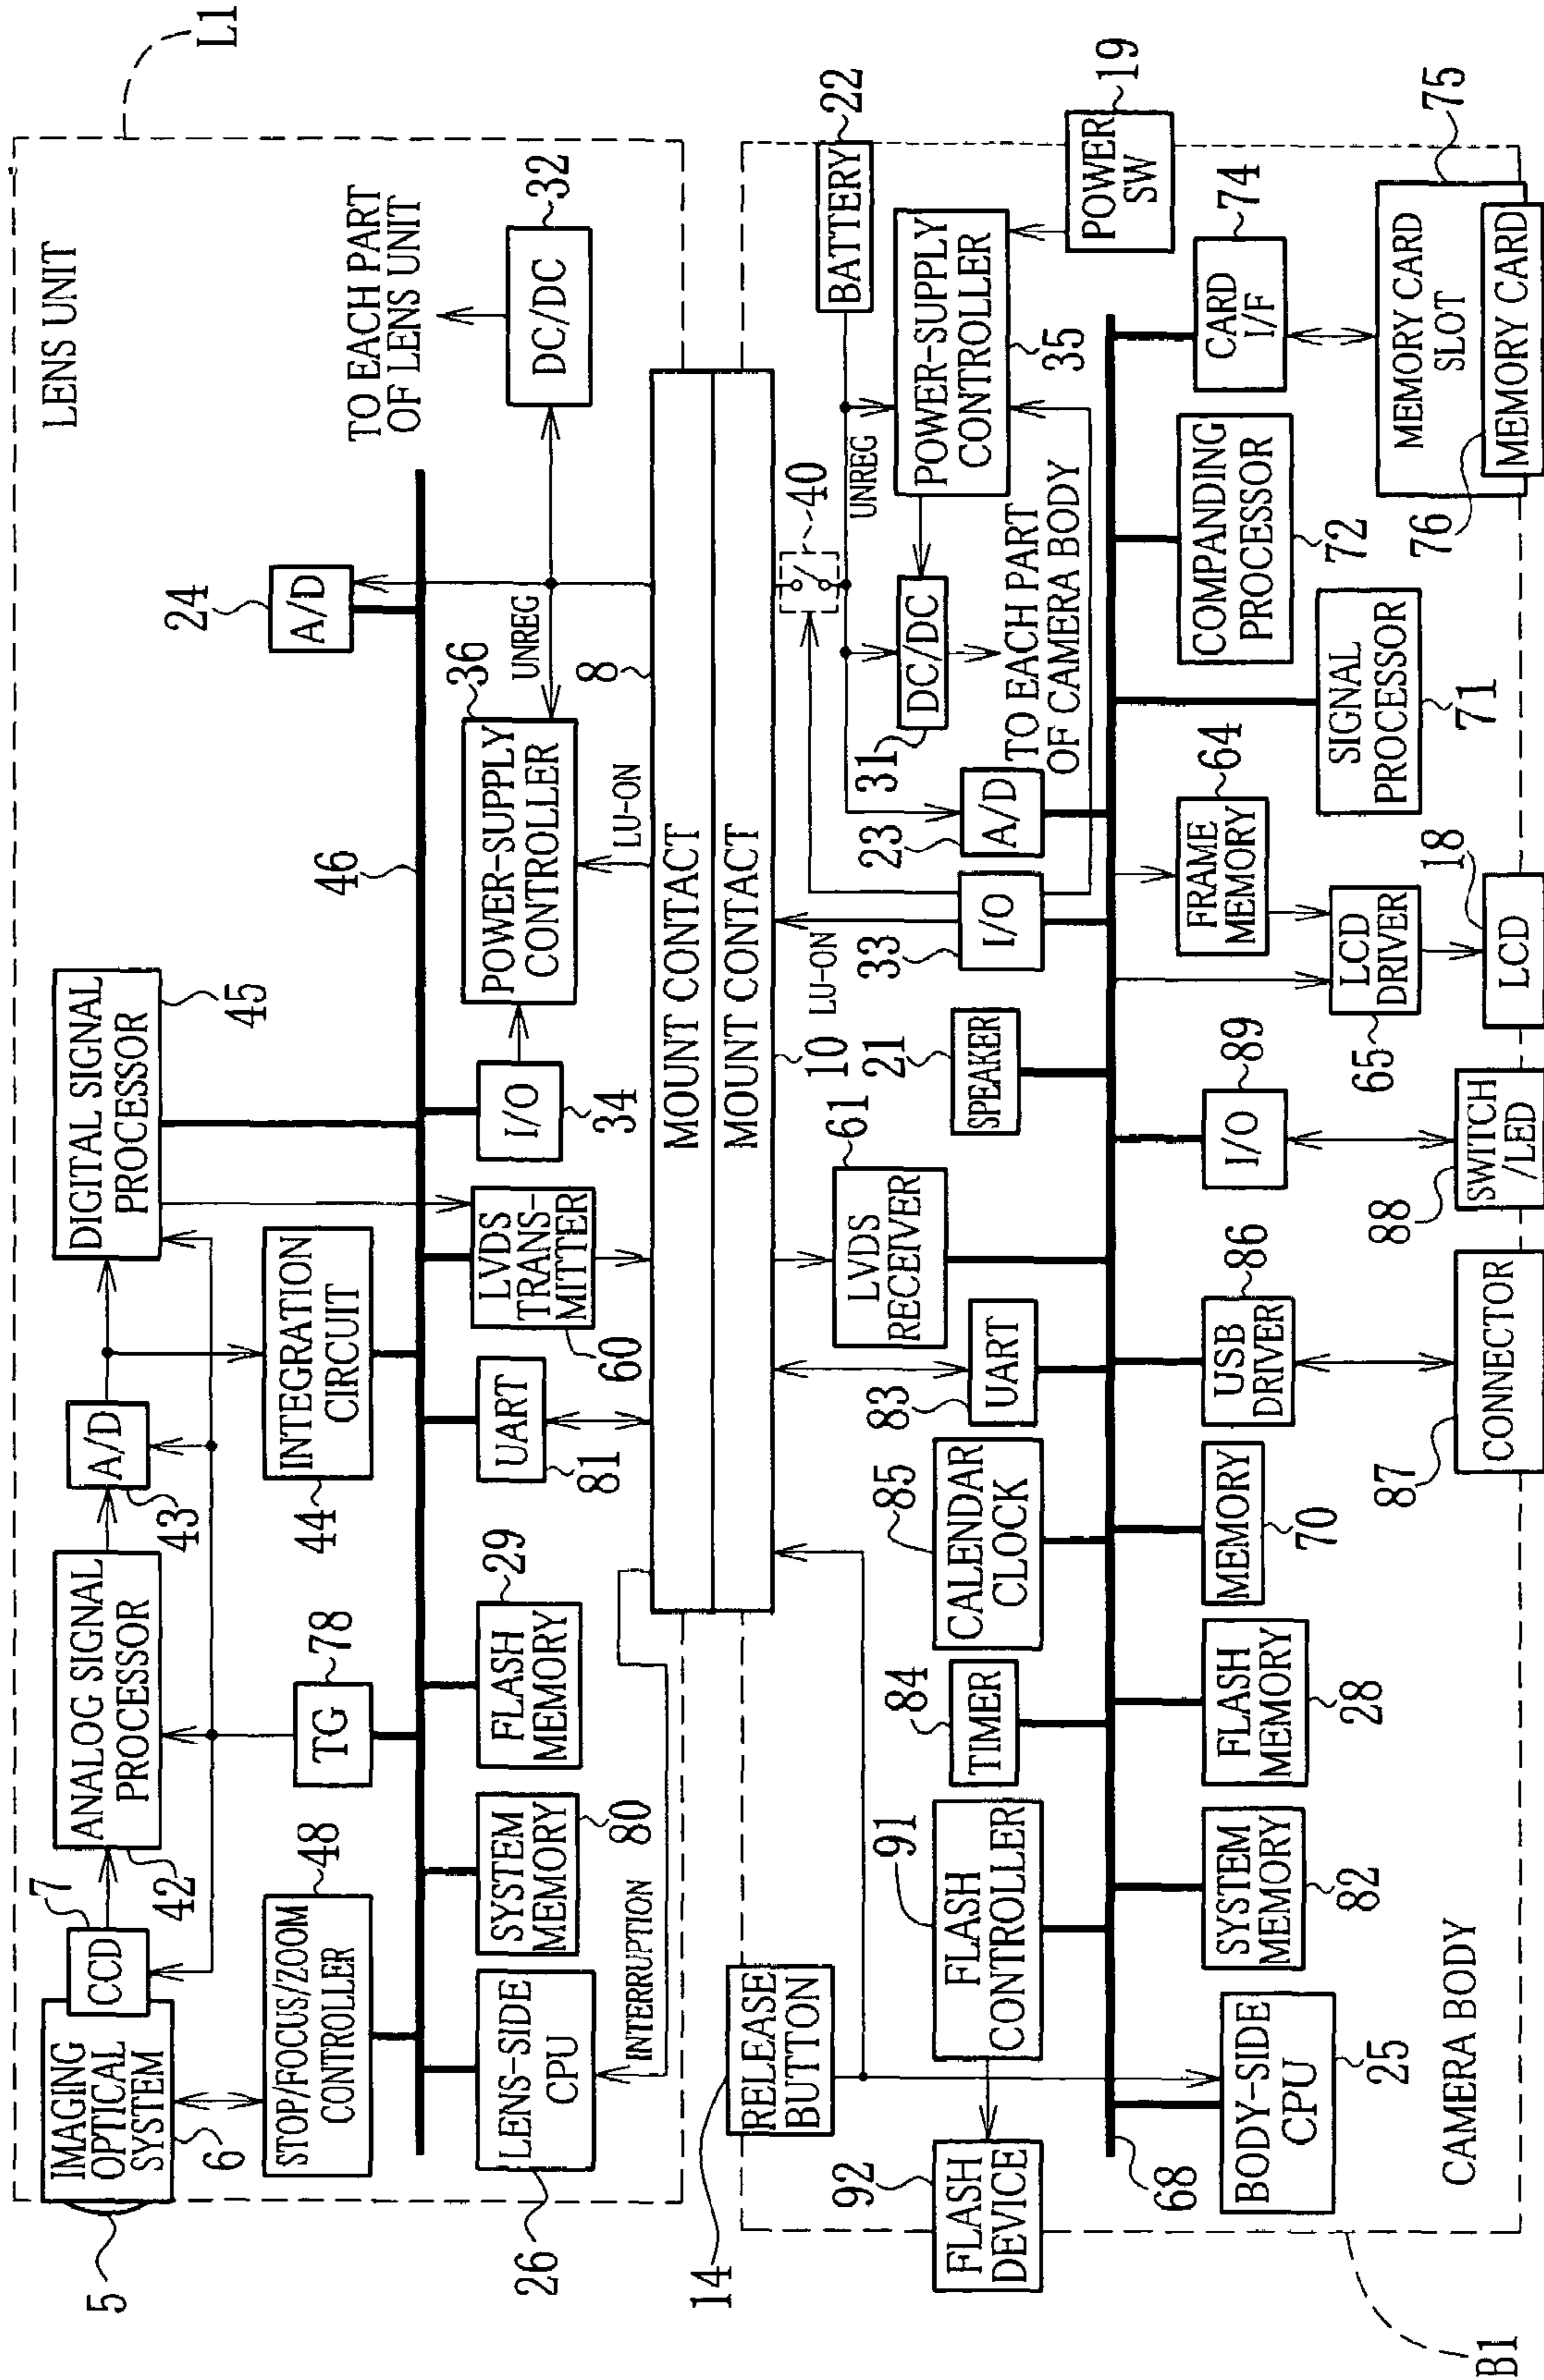 L1
LENS UNIT
5
IMAGING
OPTICAL
SYSTEM
6
CCD
7
ANALOG SIGNAL
PROCESSOR
42
A/D
43
DIGITAL SIGNAL
PROCESSOR
45
STOP/FOCUS/ZOOM
CONTROLLER
48
TG
78
INTEGRATION
CIRCUIT
44
46
A/D
24
TO EACH PART
OF LENS UNIT
LENS-SIDE
CPU
26
SYSTEM
MEMORY
80
FLASH
MEMORY
29
UART
81
LVDS
TRANS-
MITTER
60
I/O
34
POWER-SUPPLY
CONTROLLER
36
UNREG
DC/DC
32
INTERRUPTION
LU-ON
8
MOUNT CONTACT
MOUNT CONTACT
10
14
RELEASE
BUTTON
LVDS
RECEIVER
61
LU-ON
40
UNREG
BATTERY
22
FLASH
DEVICE
92
FLASH
CONTROLLER
91
TIMER
84
CALENDAR
CLOCK
85
UART
83
SPEAKER
21
I/O
33
A/D
23
DC/DC
31
TO EACH PART
OF CAMERA BODY
POWER-SUPPLY
CONTROLLER
35
POWER
SW
19
68
BODY-SIDE
CPU
25
SYSTEM
MEMORY
82
FLASH
MEMORY
28
MEMORY
70
USB
DRIVER
86
I/O
89
FRAME
MEMORY
64
LCD
DRIVER
65
SIGNAL
PROCESSOR
71
COMPANDING
PROCESSOR
72
CARD
I/F
74
MEMORY CARD
SLOT
75
MEMORY CARD
76
CONNECTOR
87
SWITCH
/LED
88
LCD
18
CAMERA BODY
B1